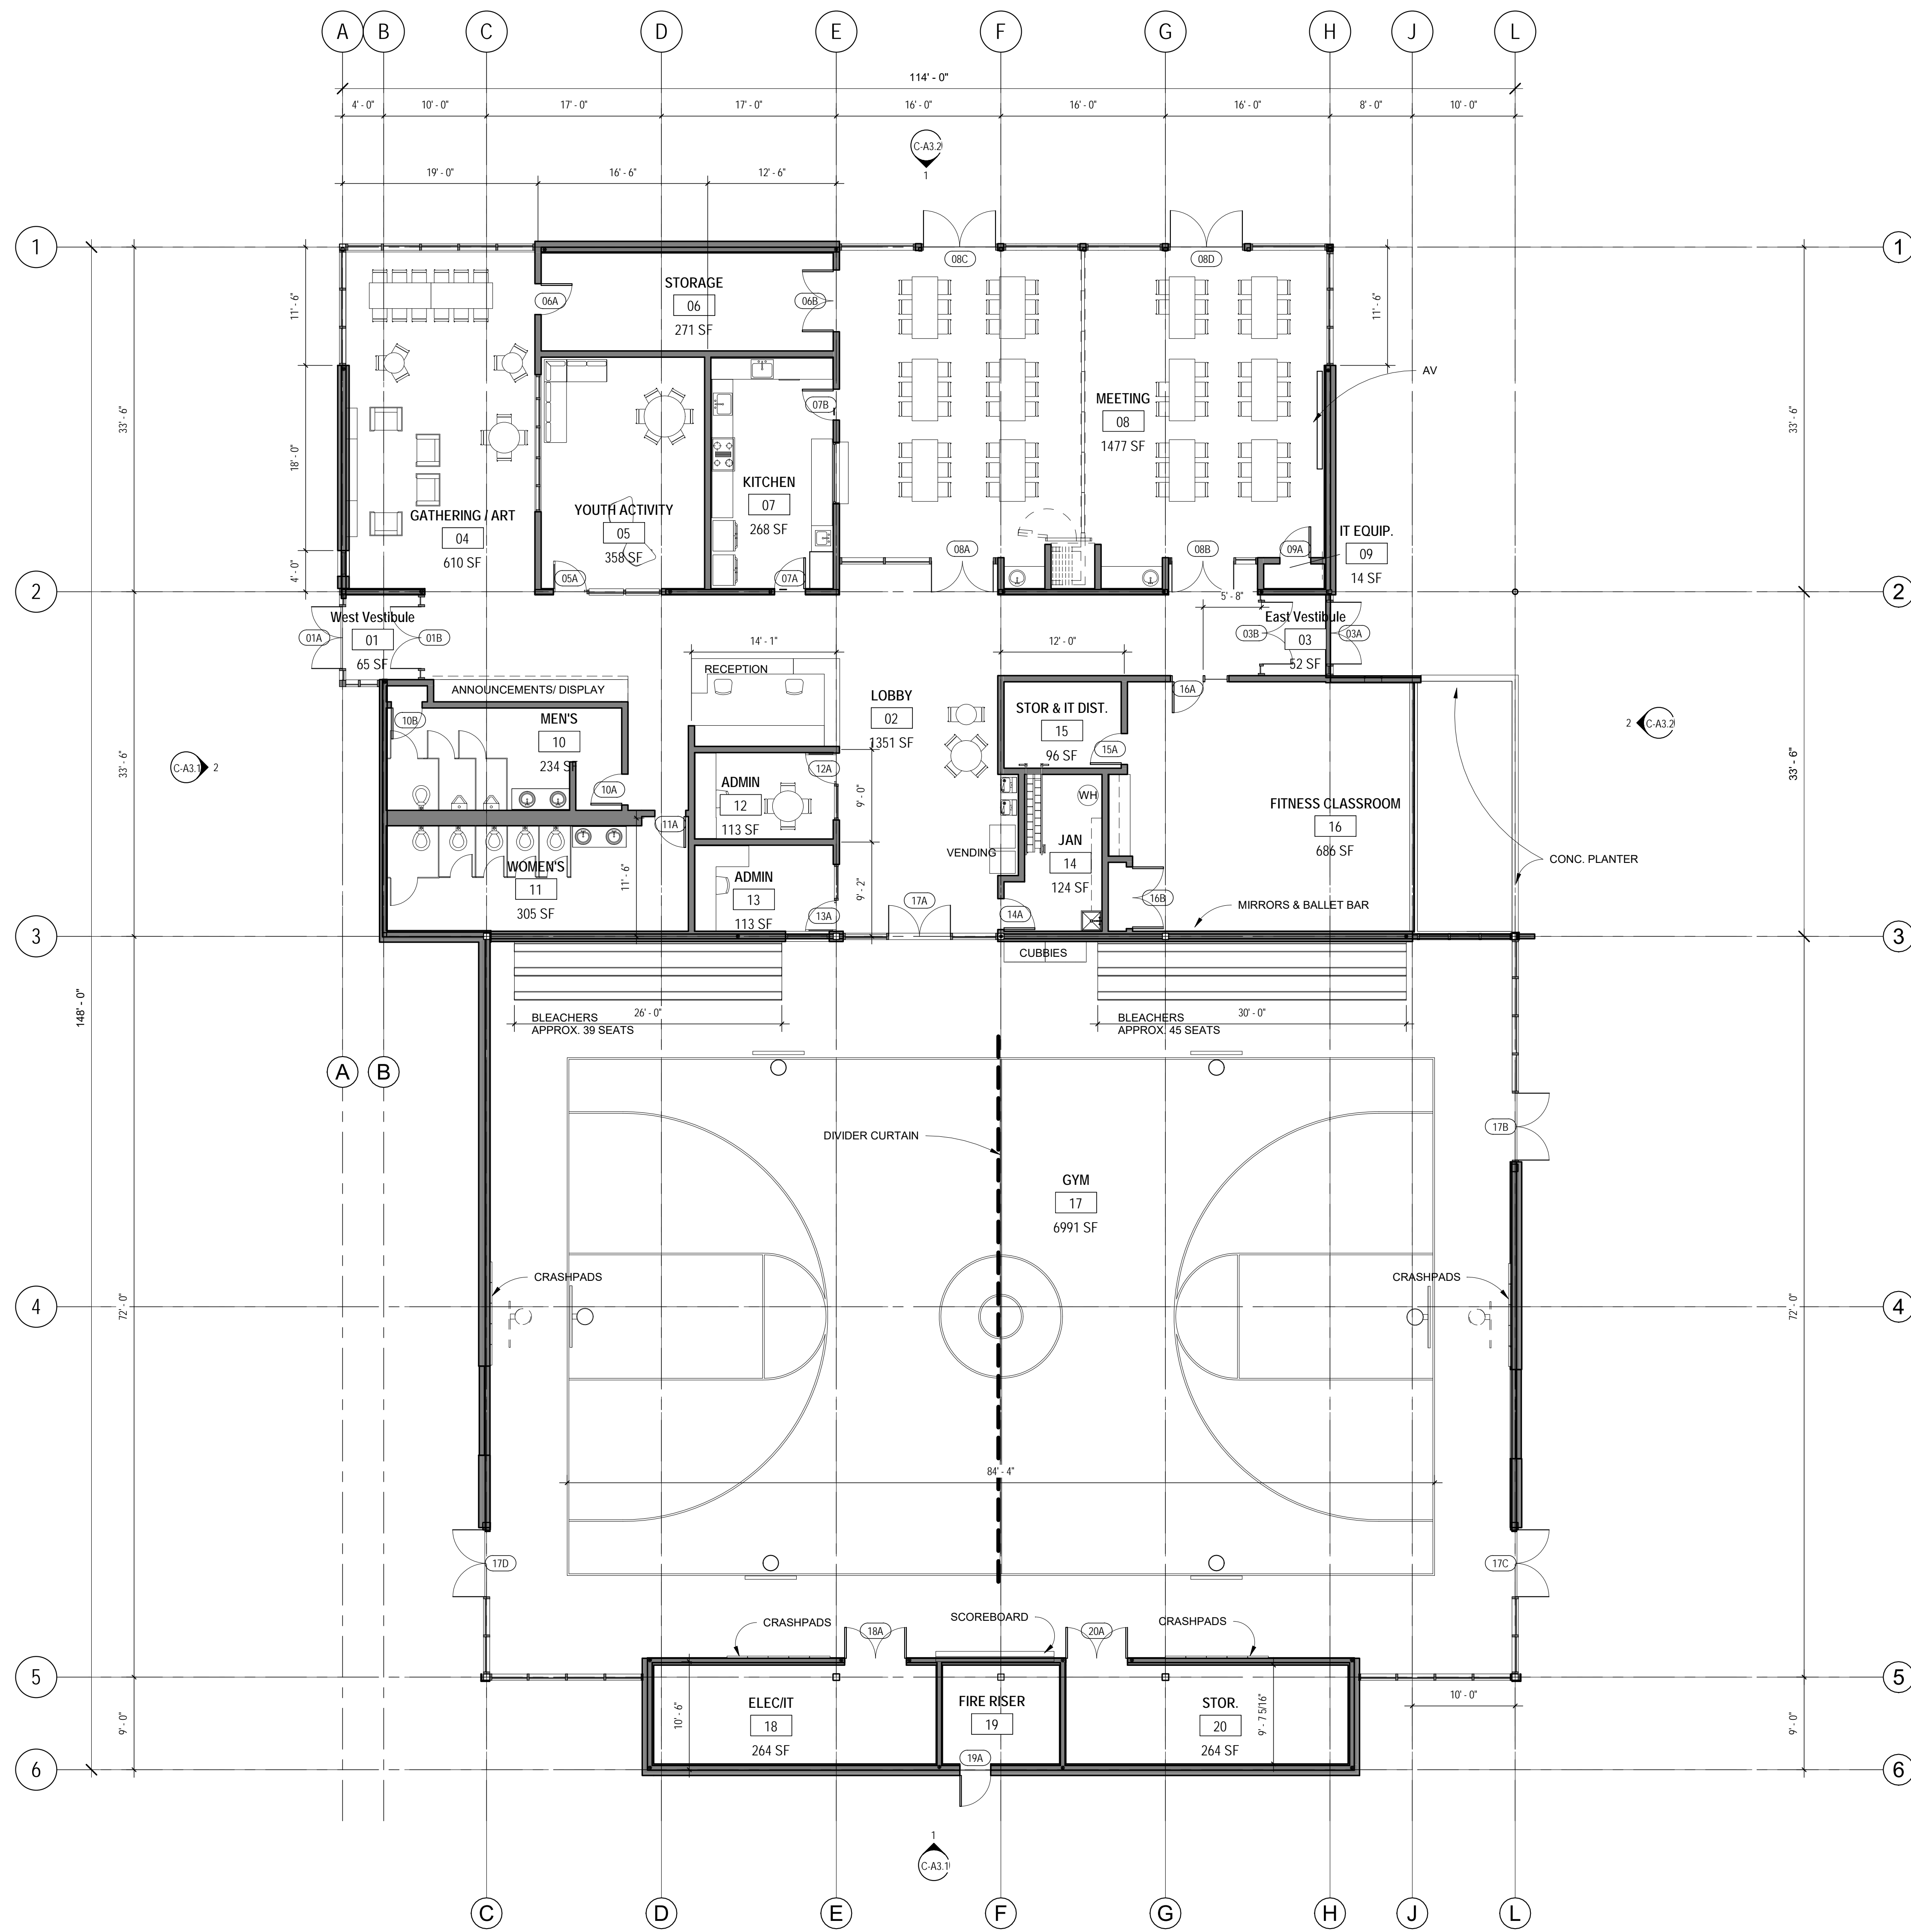 A B C D E F G H J L
114' - 0"
4' - 0" 10' - 0" 17' - 0" 17' - 0" 16' - 0" 16' - 0" 16' - 0" 8' - 0" 10' - 0"
C-A3.2
1
19' - 0" 16' - 6" 12' - 6"
1 1
08C 08D
STORAGE
06
271 SF
06A 06B
11' - 6" 11' - 6"
AV
07B
MEETING
08
1477 SF
33' - 6" 33' - 6"
18' - 0"
KITCHEN
07
268 SF
GATHERING / ART
04
610 SF
YOUTH ACTIVITY
05
358 SF
IT EQUIP.
09
14 SF
08A 08B 09A
05A 07A
4' - 0"
2 2
5' - 8"
West Vestibule
01
65 SF
01A 01B
East Vestibule
03
52 SF
03B 03A
14' - 1" 12' - 0"
RECEPTION
ANNOUNCEMENTS/ DISPLAY
16A
LOBBY
02
1351 SF
10B
MEN'S
10
234 SF
STOR & IT DIST.
15
96 SF
15A
2 C-A3.2
C-A3.1 2
33' - 6" 33' - 6"
12A
ADMIN
12
113 SF
10A
9' - 0"
WH
FITNESS CLASSROOM
16
686 SF
11A
JAN
14
124 SF
VENDING
CONC. PLANTER
WOMEN'S
11
305 SF
11' - 6"
ADMIN
13
113 SF
9' - 2"
13A 17A 14A 16B
MIRRORS & BALLET BAR
3 3
CUBBIES
26' - 0" 30' - 0"
BLEACHERS
APPROX. 39 SEATS
BLEACHERS
APPROX. 45 SEATS
148' - 0"
A B
17B
DIVIDER CURTAIN
GYM
17
6991 SF
CRASHPADS CRASHPADS
4 4
72' - 0" 72' - 0"
84' - 4"
17D 17C
CRASHPADS
18A
SCOREBOARD
20A
CRASHPADS
5 5
10' - 0"
ELEC/IT
18
264 SF
FIRE RISER
19
STOR.
20
264 SF
10' - 6" 9' - 7 5/16"
9' - 0" 9' - 0"
19A
6 6
1
C-A3.1
C D E F G H J L